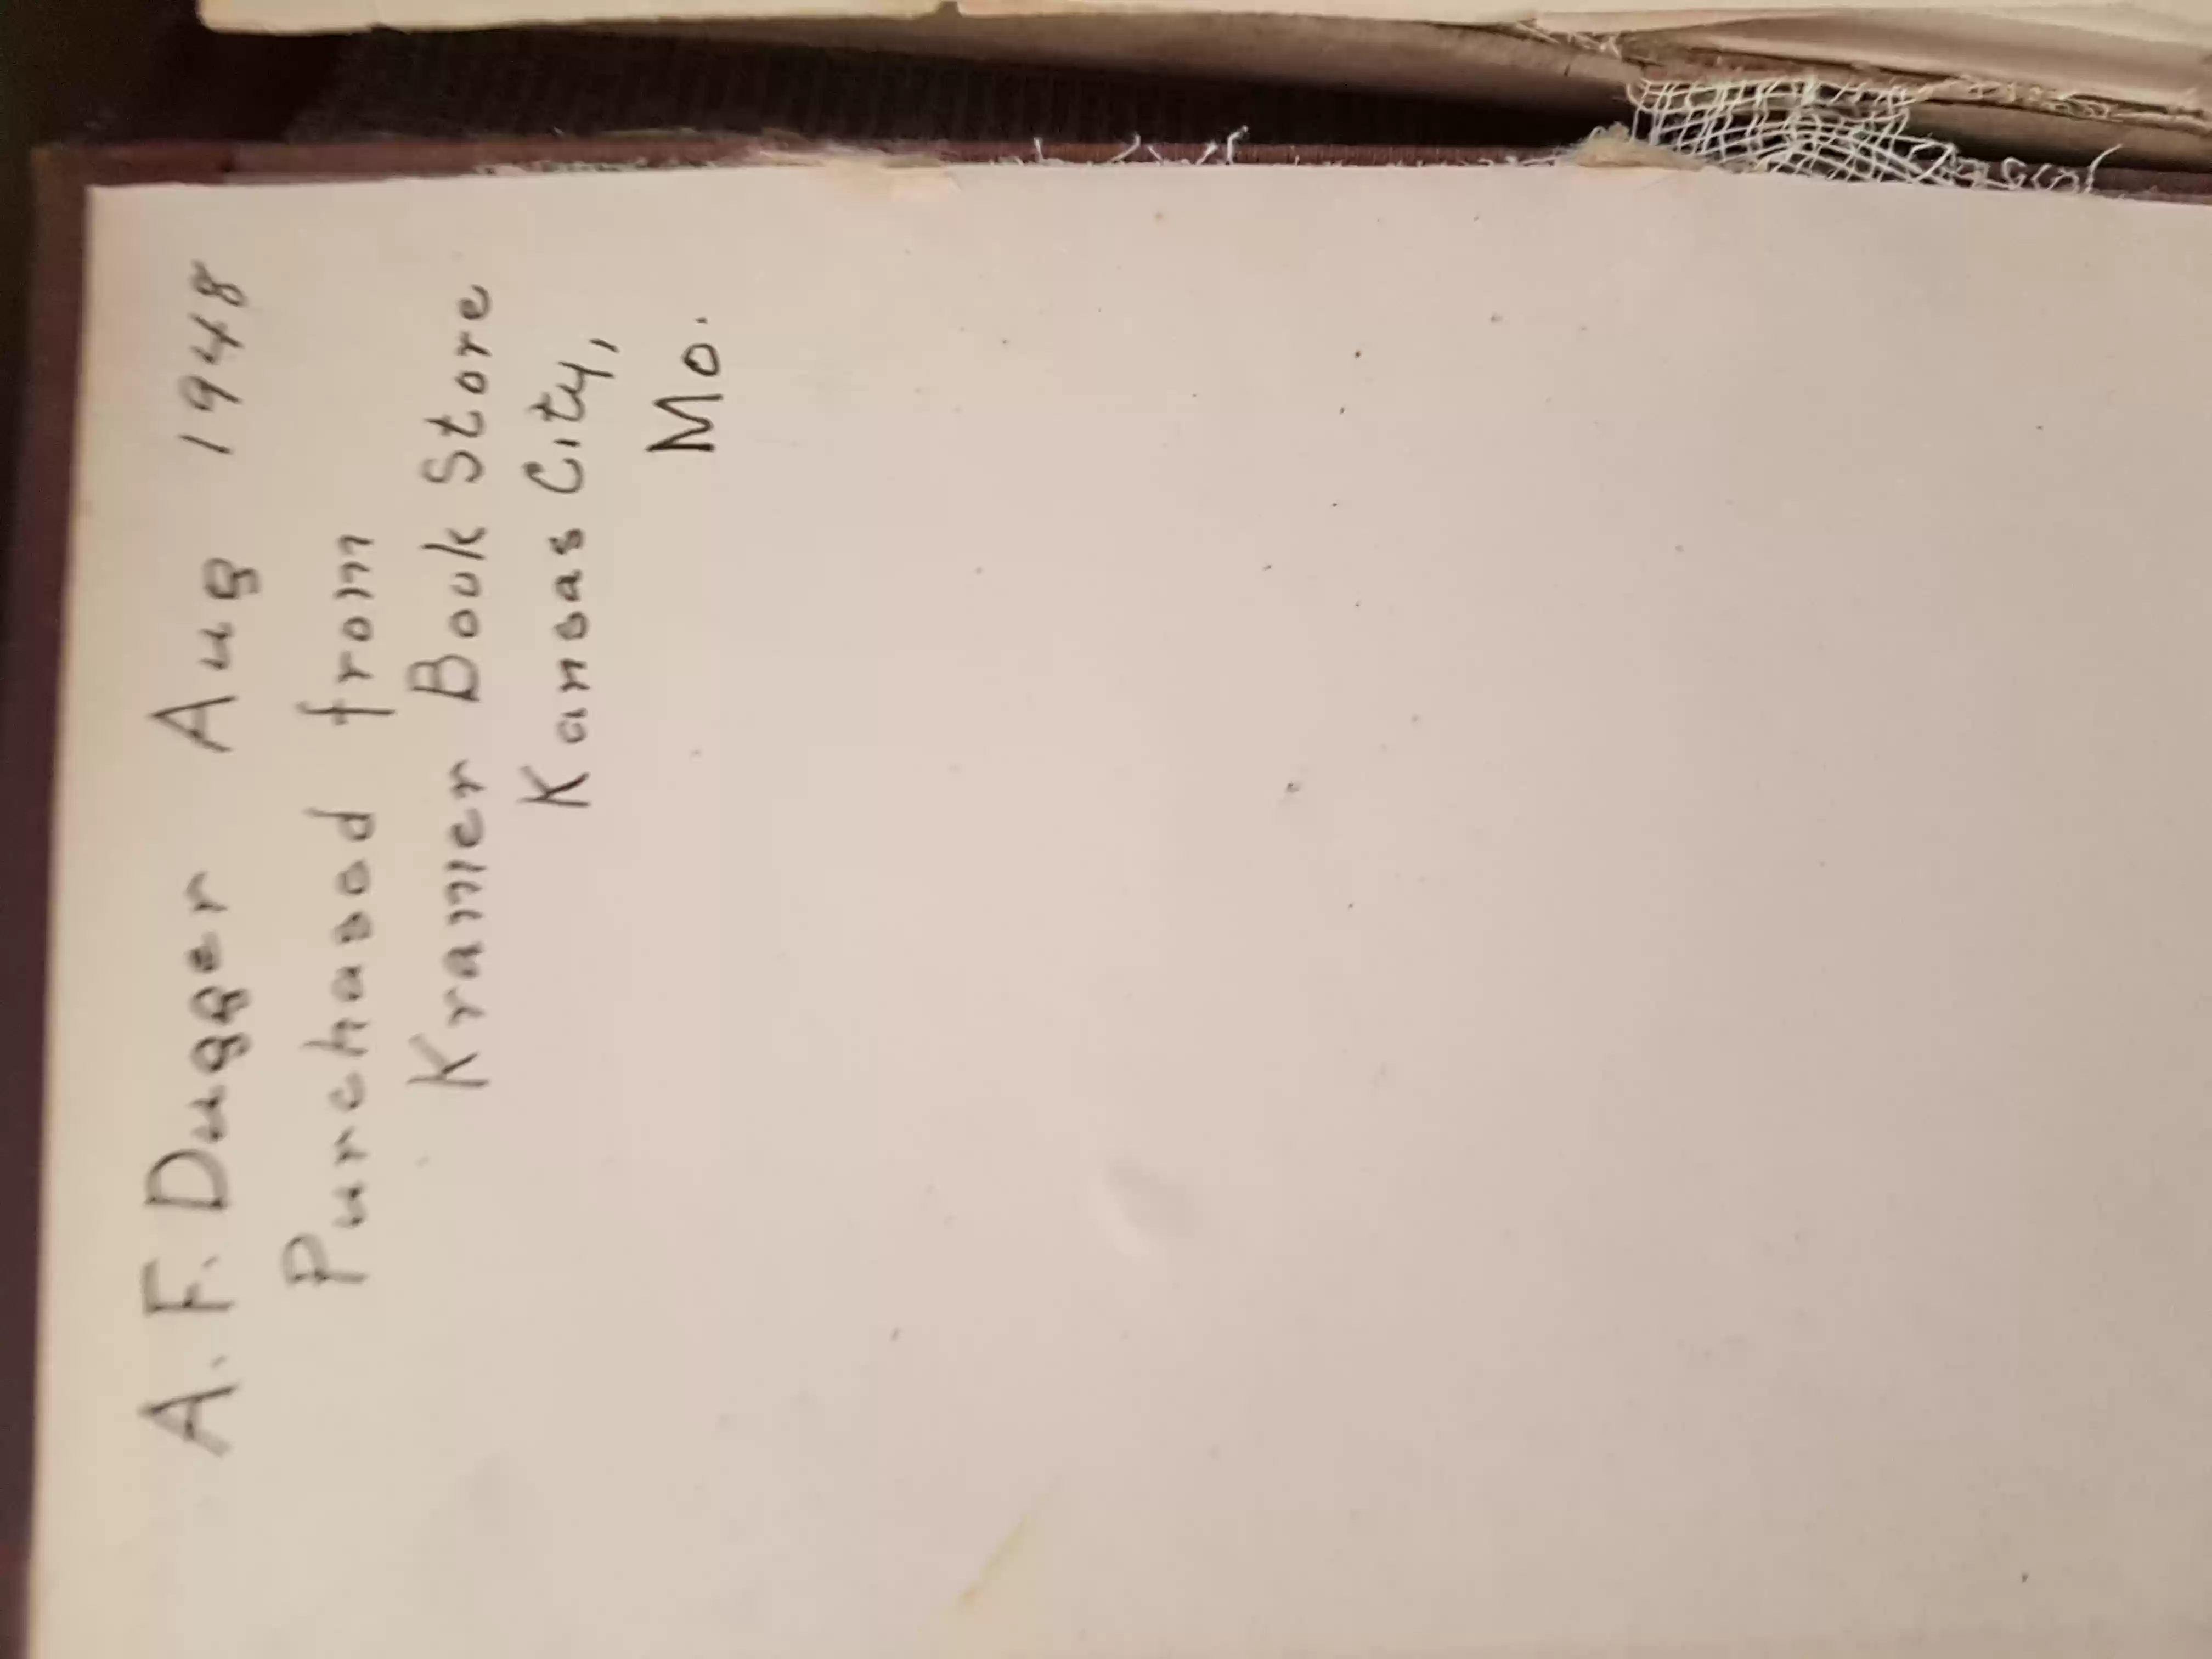 A. F. Dugger Aug 1948
Purchased from
Kramer Book Store
Kansas City,
Mo.